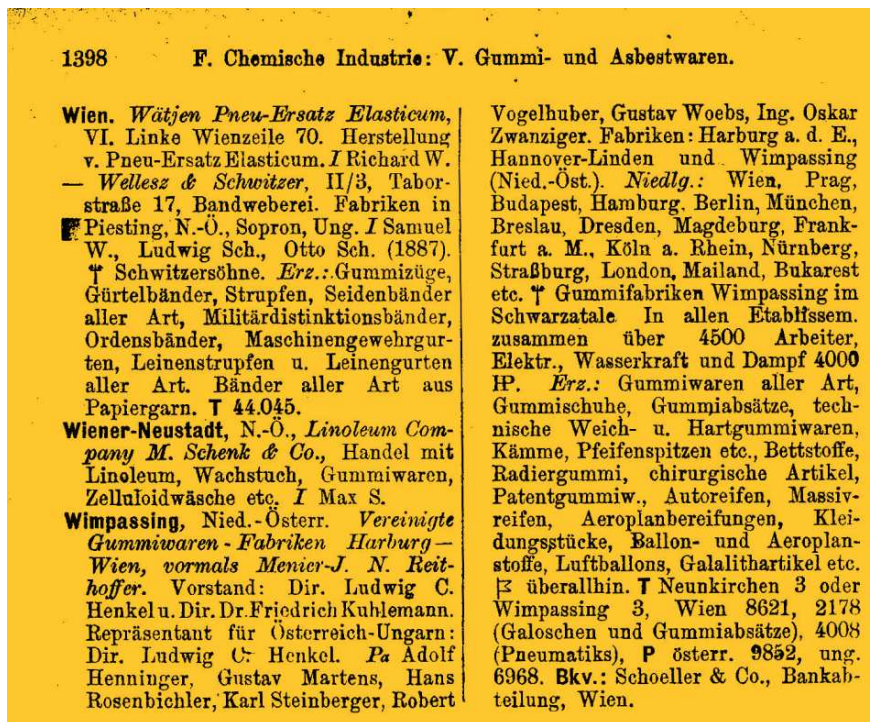 1398 F. Chemische Industrie: V. Gummi- und Asbestwaren.
Wien. Wätjen Pneu-Ersatz Elasticum,
VI. Linke Wienzeile 70. Herstellung
v. Pneu-Ersatz Elasticum. I Richard W.
— Wellesz & Schwitzer, II/3, Tabor-
straße 17, Bandweberei. Fabriken in
Piesting, N.-Ö., Sopron, Ung. I Samuel
W., Ludwig Sch., Otto Sch. (1887).
Schwitzersöhne. Erz.: Gummizüge,
Gürtelbänder, Strupfen, Seidenbänder
aller Art, Militärdistinktionsbänder,
Ordensbänder, Maschinengewehrgur-
ten, Leinenstrupfen u. Leinengurten
aller Art. Bänder aller Art aus
Papiergarn. T 44.045.
Wiener-Neustadt, N.-Ö., Linoleum Com-
pany M. Schenk & Co., Handel mit
Linoleum, Wachstuch, Gummiwaren,
Zelluloidwäsche etc. I Max S.
Wimpassing, Nied.-Österr. Vereinigte
Gummiwaren-Fabriken Harburg—
Wien, vormals Menier-J. N. Reit-
hoffer. Vorstand: Dir. Ludwig C.
Henkel u. Dir. Dr. Friedrich Kuhlemann.
Repräsentant für Österreich-Ungarn:
Dir. Ludwig C. Henkel. Pa Adolf
Henninger, Gustav Martens, Hans
Rosenbichler, Karl Steinberger, Robert
Vogelhuber, Gustav Woebs, Ing. Oskar
Zwanziger. Fabriken: Harburg a. d. E.,
Hannover-Linden und Wimpassing
(Nied.-Öst.). Niedlg.: Wien, Prag,
Budapest, Hamburg. Berlin, München,
Breslau, Dresden, Magdeburg, Frank-
furt a. M., Köln a. Rhein, Nürnberg,
Straßburg, London, Mailand, Bukarest
etc. Gummifabriken Wimpassing im
Schwarzatale. In allen Etablissem.
zusammen über 4500 Arbeiter,
Elektr., Wasserkraft und Dampf 4000
HP. Erz.: Gummiwaren aller Art,
Gummischuhe, Gummiabsätze, tech-
nische Weich- u. Hartgummiwaren,
Kämme, Pfeifenspitzen etc., Bettstoffe,
Radiergummi, chirurgische Artikel,
Patentgummiw., Autoreifen, Massiv-
reifen, Aeroplanbereifungen, Klei-
dungsstücke, Ballon- und Aeroplan-
stoffe, Luftballons, Galalithartikel etc.
überallhin. T Neunkirchen 3 oder
Wimpassing 3, Wien 8621, 2178
(Galoschen und Gummiabsätze), 4008
(Pneumatiks), P österr. 9852, ung.
6968. Bkv.: Schoeller & Co., Bankab-
teilung, Wien.